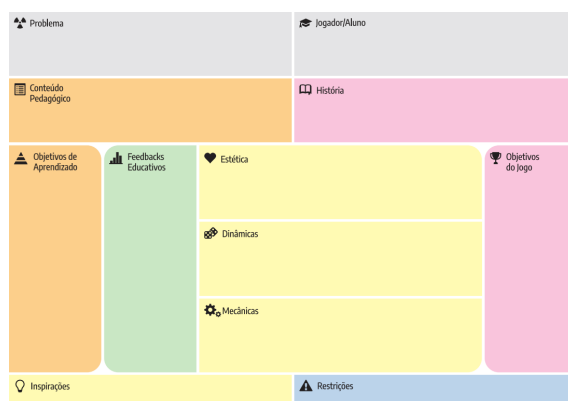 Problema
Jogador/Aluno
Conteúdo
Pedagógico
História
Objetivos de
Aprendizado
Feedbacks
Educativos
Estética
Dinâmicas
Mecânicas
Objetivos
do Jogo
Inspirações
Restrições